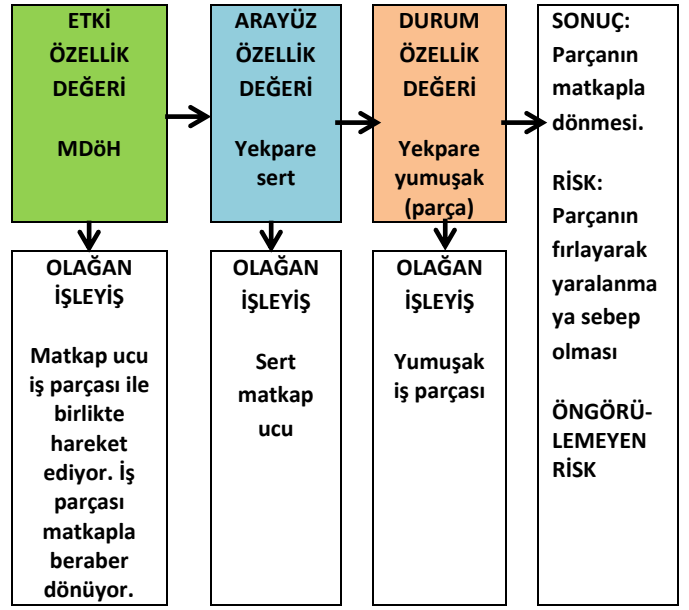 ETKİ
ÖZELLİK
DEĞERİ
MDöH
ARAYÜZ
ÖZELLİK
DEĞERİ
Yekpare
sert
DURUM
ÖZELLİK
DEĞERİ
Yekpare
yumuşak
(parça)
SONUÇ:
Parçanın
matkapla
dönmesi.
RİSK:
Parçanın
fırlayarak
yaralanma
ya sebep
olması
ÖNGÖRÜ-
LEMEYEN
RİSK
OLAĞAN
İŞLEYİŞ
Matkap ucu
iş parçası ile
birlikte
hareket
ediyor. İş
parçası
matkapla
beraber
dönüyor.
OLAĞAN
İŞLEYİŞ
Sert
matkap
ucu
OLAĞAN
İŞLEYİŞ
Yumuşak
iş parçası